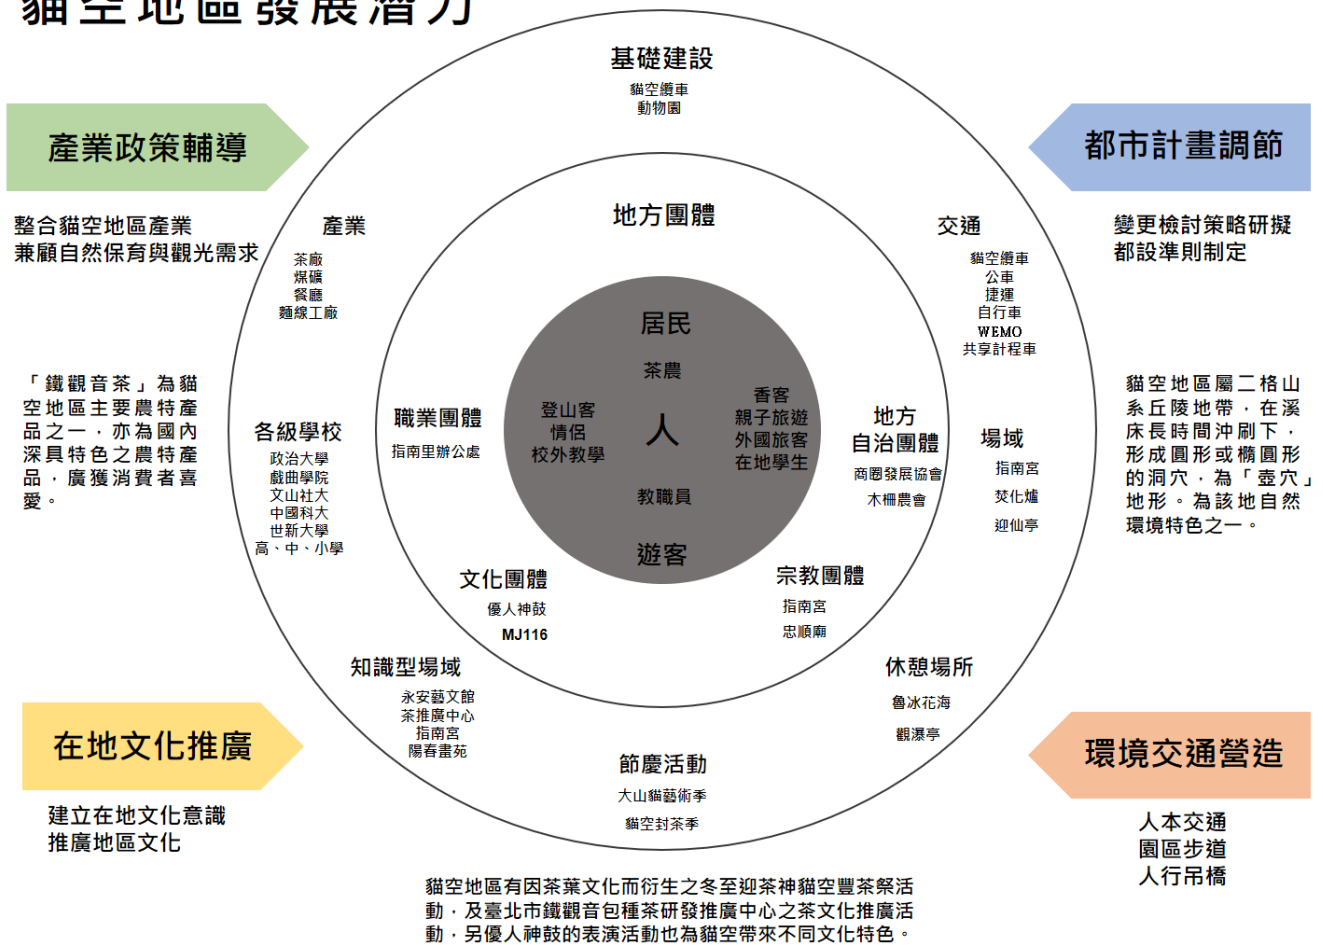 貓空地區發展潛力
基礎建設
貓空纜車
動物園
產業政策輔導
整合貓空地區產業
兼顧自然保育與觀光需求
都市計畫調節
變更檢討策略研擬
都設準則制定
地方團體
產業
茶廠
煤礦
餐廳
麵線工廠
交通
貓空纜車
公車
捷運
自行車
WEMO
共享計程車
居民
茶農
人
教職員
遊客
登山客
情侶
校外教學
香客
親子旅遊
外國旅客
在地學生
「鐵觀音茶」為貓
空地區主要農特產
品之一，亦為國內
深具特色之農特產
品，廣獲消費者喜
愛。
各級學校
政治大學
戲曲學院
文山社大
中國科大
世新大學
高、中、小學
職業團體
指南里辦公處
地方
自治團體
商圈發展協會
木柵農會
場域
指南宮
焚化爐
迎仙亭
貓空地區屬二格山
系丘陵地帶，在溪
床長時間沖刷下，
形成圓形或橢圓形
的洞穴，為「壺穴」
地形。為該地自然
環境特色之一。
文化團體
優人神鼓
MJ116
宗教團體
指南宮
忠順廟
知識型場域
永安藝文館
茶推廣中心
指南宮
陽春畫苑
休憩場所
魯冰花海
觀瀑亭
節慶活動
大山貓藝術季
貓空封茶季
在地文化推廣
建立在地文化意識
推廣地區文化
環境交通營造
人本交通
園區步道
人行吊橋
貓空地區有因茶葉文化而衍生之冬至迎茶神貓空豐茶祭活
動，及臺北市鐵觀音包種茶研發推廣中心之茶文化推廣活
動，另優人神鼓的表演活動也為貓空帶來不同文化特色。